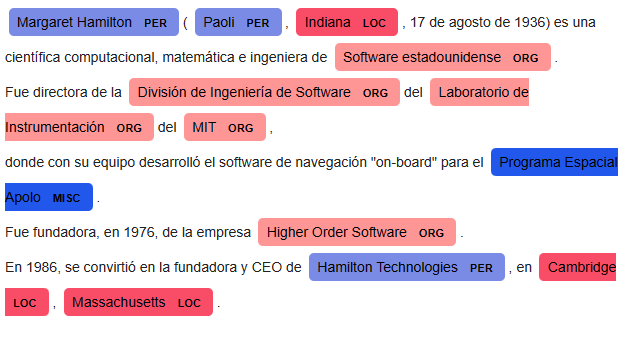 Margaret Hamilton PER ( Paoli PER , Indiana LOC , 17 de agosto de 1936) es una
científica computacional, matemática e ingeniera de Software estadounidense ORG .
Fue directora de la División de Ingeniería de Software ORG del Laboratorio de
Instrumentación ORG del MIT ORG ,
donde con su equipo desarrolló el software de navegación "on-board" para el Programa Espacial
Apolo MISC .
Fue fundadora, en 1976, de la empresa Higher Order Software ORG .
En 1986, se convirtió en la fundadora y CEO de Hamilton Technologies PER , en Cambridge
LOC , Massachusetts LOC .